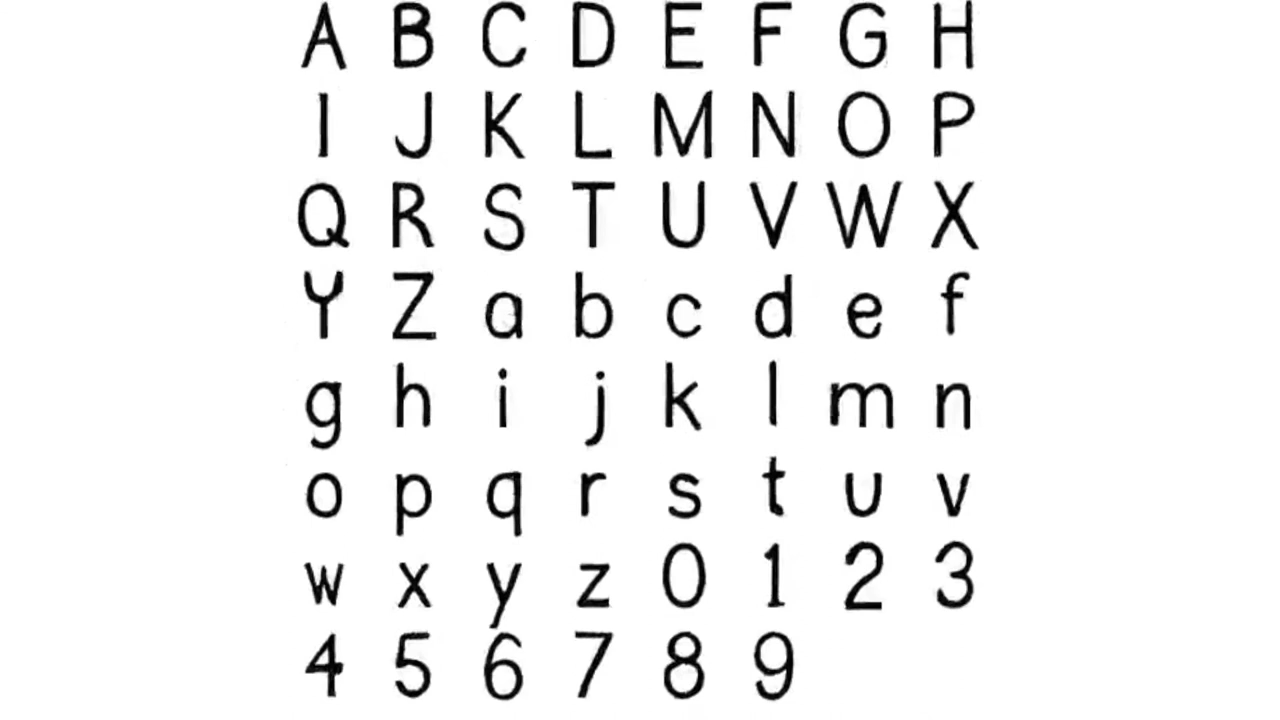 A B C D E F G H
I J K L M N O P
Q R S T U V W X
Y Z a b c d e f
g h i j k l m n
o p q r s t u v
w x y z 0 1 2 3
4 5 6 7 8 9